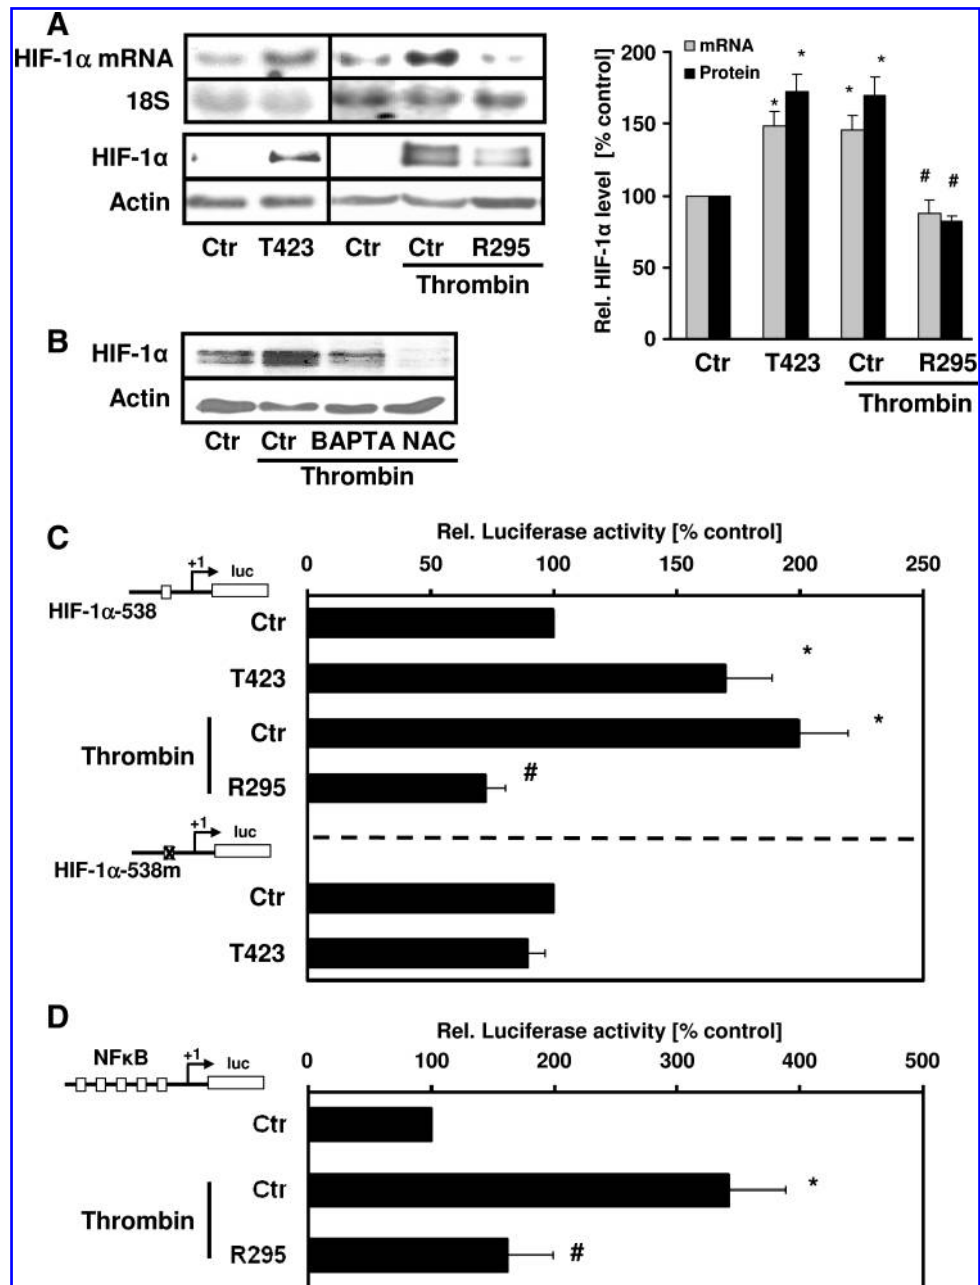 A
HIF-1α mRNA
18S
HIF-1α
Actin
Ctr T423 Ctr Ctr R295
Thrombin
Rel. HIF-1α level [% control]
200
150
100
50
0
mRNA
Protein
* * * * # #
Ctr T423 Ctr R295
Thrombin
B
HIF-1α
Actin
Ctr Ctr BAPTA NAC
Thrombin
C
Rel. Luciferase activity [% control]
0 50 100 150 200 250
+1 luc
HIF-1α-538
Ctr
T423 *
Thrombin
Ctr *
R295 #
+1 luc
HIF-1α-538m
Ctr
T423
D
Rel. Luciferase activity [% control]
0 100 200 300 400 500
NFκB +1 luc
Ctr
Thrombin
Ctr *
R295 #